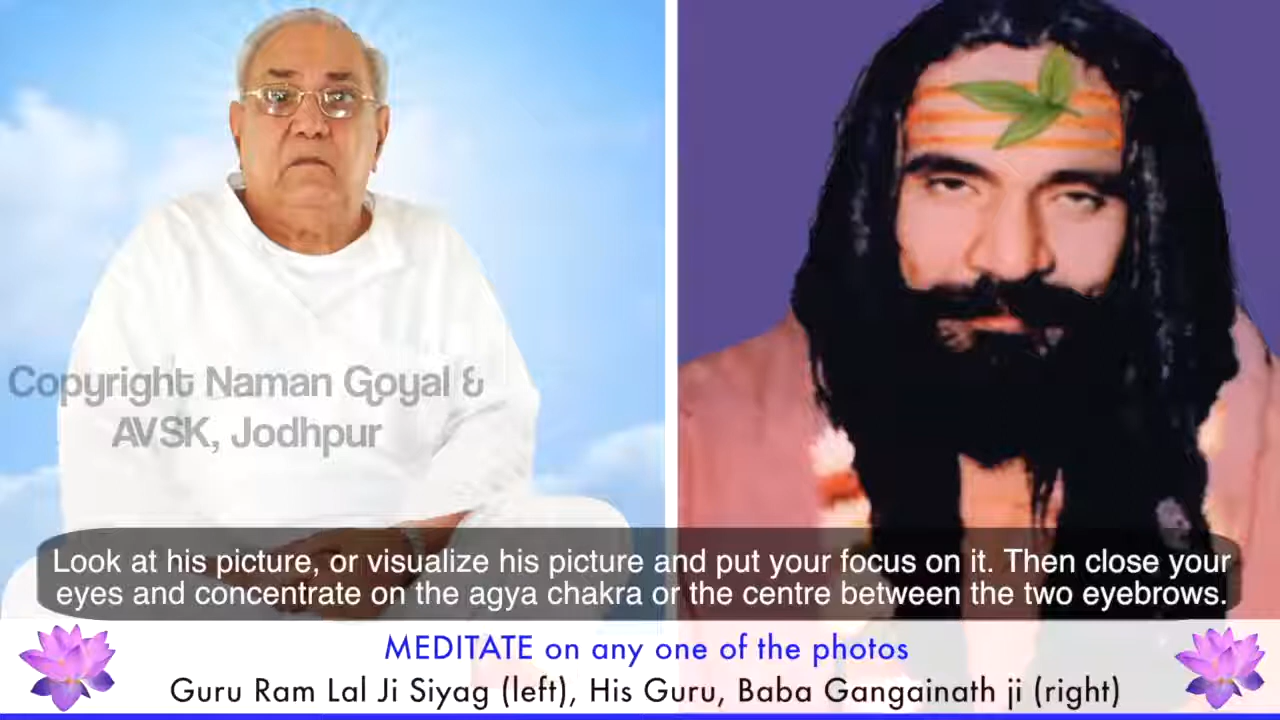 Copyright Naman Goyal &
AVSK, Jodhpur
Look at his picture, or visualize his picture and put your focus on it. Then close your
eyes and concentrate on the agya chakra or the centre between the two eyebrows.
MEDITATE on any one of the photos
Guru Ram Lal Ji Siyag (left), His Guru, Baba Gangainath ji (right)